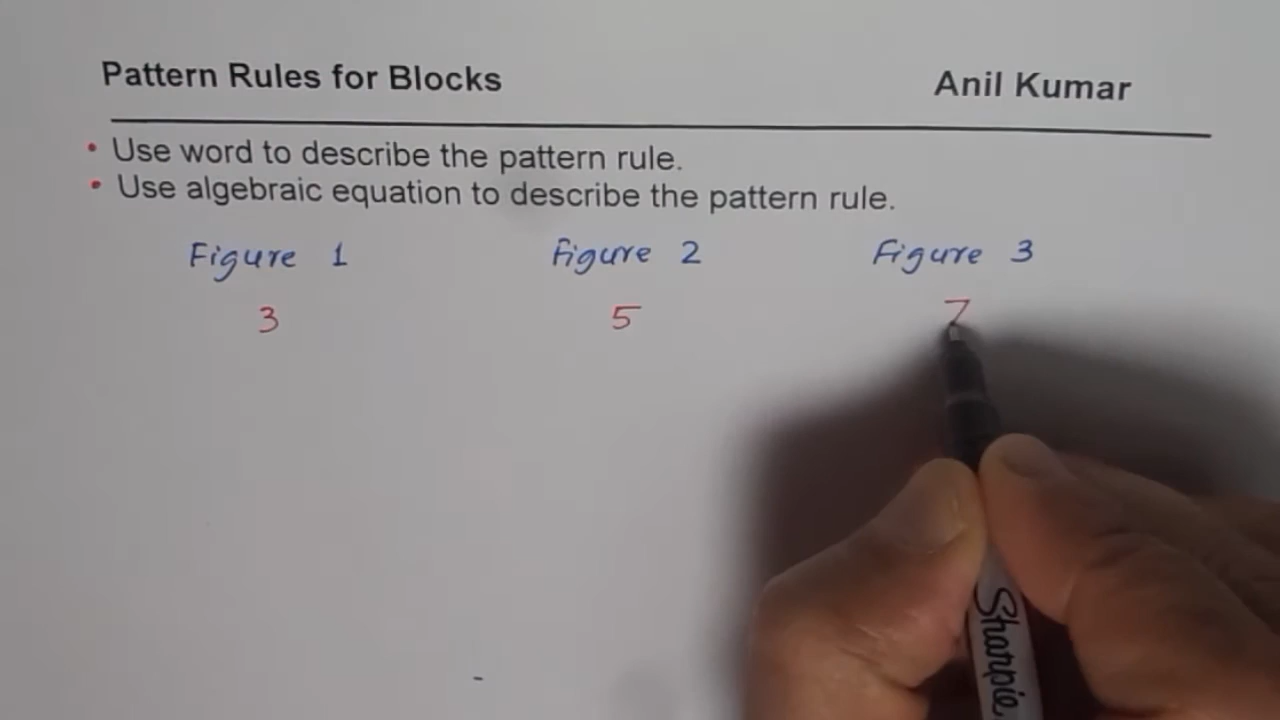 Pattern Rules for Blocks Anil Kumar
• Use word to describe the pattern rule.
• Use algebraic equation to describe the pattern rule.
Figure 1 Figure 2 Figure 3
3 5 7
Sharpie